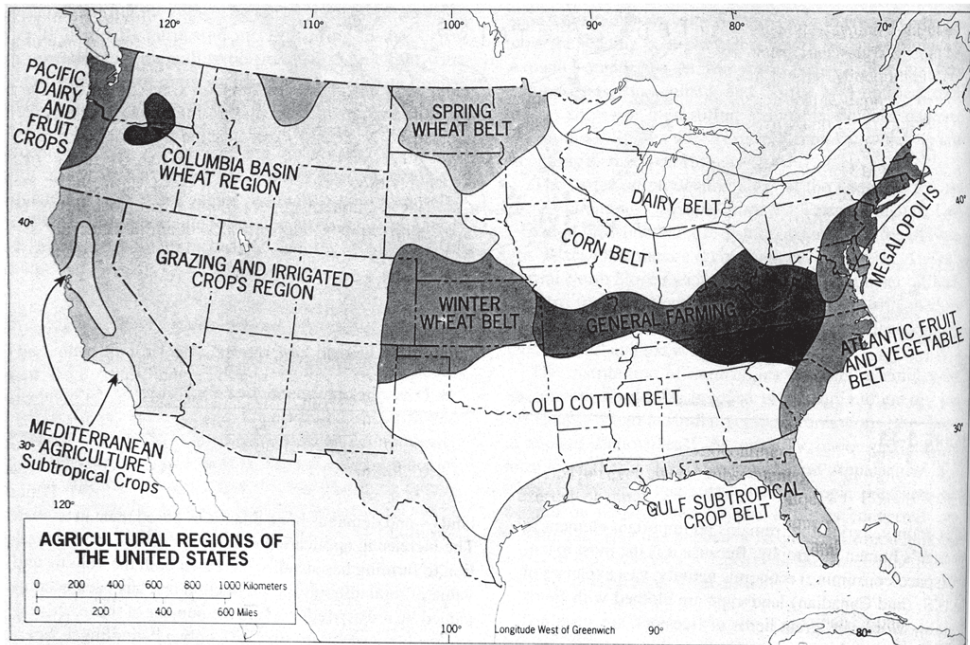 120°
110°
100°
90°
80°
70°
PACIFIC
DAIRY
AND
FRUIT
CROPS
SPRING
WHEAT BELT
COLUMBIA BASIN
WHEAT REGION
DAIRY BELT
40°
40°
MEGALOPOLIS
CORN BELT
GRAZING AND IRRIGATED
CROPS REGION
WINTER
WHEAT BELT
GENERAL FARMING
ATLANTIC FRUIT
AND VEGETABLE
BELT
OLD COTTON BELT
30°
MEDITERRANEAN
30° AGRICULTURE
Subtropical Crops
GULF SUBTROPICAL
CROP BELT
120°
AGRICULTURAL REGIONS OF
THE UNITED STATES
0 200 400 600 800 1000 Kilometers
0 200 400 600 Miles
100° Longitude West of Greenwich 90° 80°